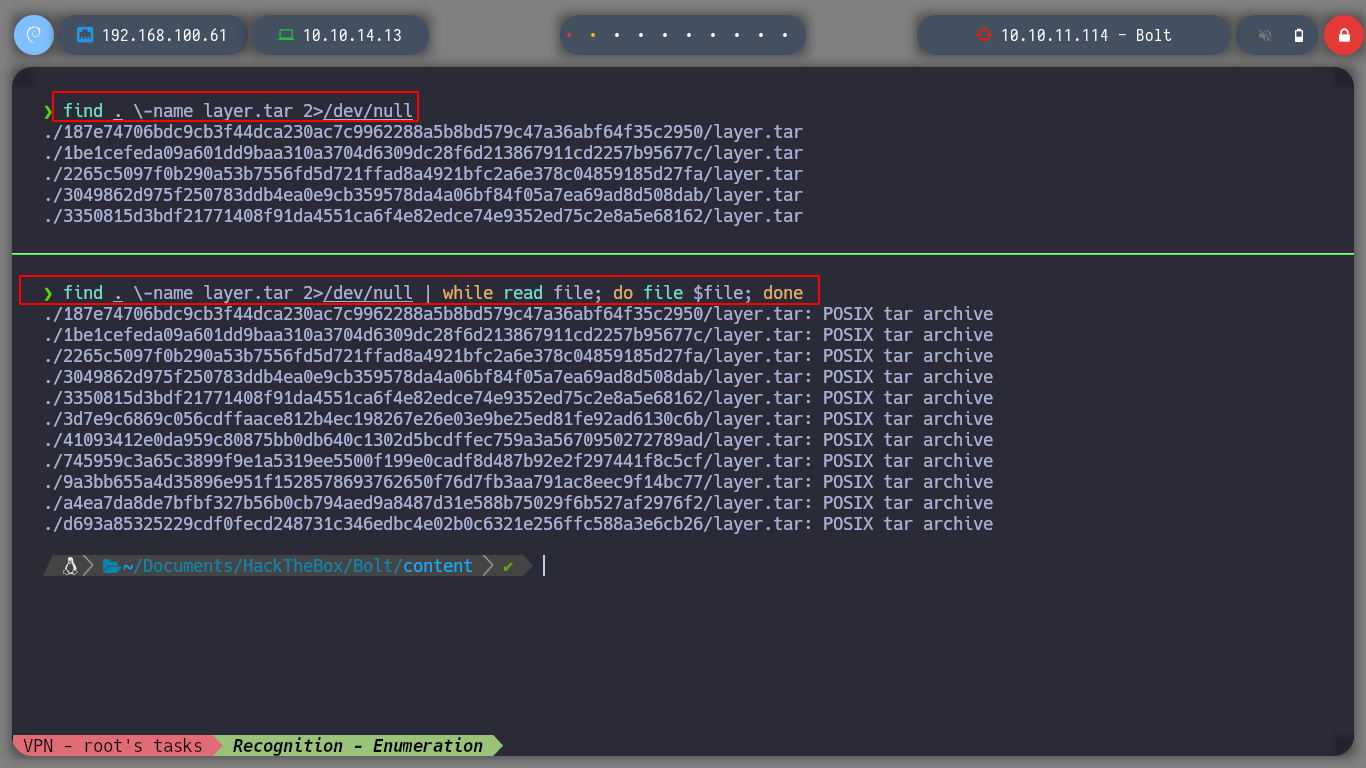 192.168.100.61
10.10.14.13
10.10.11.114 - Bolt
❯ find . \-name layer.tar 2>/dev/null
./187e74706bdc9cb3f44dca230ac7c9962288a5b8bd579c47a36abf64f35c2950/layer.tar
./1be1cefeda09a601dd9baa310a3704d6309dc28f6d213867911cd2257b95677c/layer.tar
./2265c5097f0b290a53b7556fd5d721ffad8a4921bfc2a6e378c04859185d27fa/layer.tar
./3049862d975f250783ddb4ea0e9cb359578da4a06bf84f05a7ea69ad8d508dab/layer.tar
./3350815d3bdf21771408f91da4551ca6f4e82edce74e9352ed75c2e8a5e68162/layer.tar
❯ find . \-name layer.tar 2>/dev/null | while read file; do file $file; done
./187e74706bdc9cb3f44dca230ac7c9962288a5b8bd579c47a36abf64f35c2950/layer.tar: POSIX tar archive
./1be1cefeda09a601dd9baa310a3704d6309dc28f6d213867911cd2257b95677c/layer.tar: POSIX tar archive
./2265c5097f0b290a53b7556fd5d721ffad8a4921bfc2a6e378c04859185d27fa/layer.tar: POSIX tar archive
./3049862d975f250783ddb4ea0e9cb359578da4a06bf84f05a7ea69ad8d508dab/layer.tar: POSIX tar archive
./3350815d3bdf21771408f91da4551ca6f4e82edce74e9352ed75c2e8a5e68162/layer.tar: POSIX tar archive
./3d7e9c6869c056cdffaace812b4ec198267e26e03e9be25ed81fe92ad6130c6b/layer.tar: POSIX tar archive
./41093412e0da959c80875bb0db640c1302d5bcdffec759a3a5670950272789ad/layer.tar: POSIX tar archive
./745959c3a65c3899f9e1a5319ee5500f199e0cadf8d487b92e2f297441f8c5cf/layer.tar: POSIX tar archive
./9a3bb655a4d35896e951f1528578693762650f76d7fb3aa791ac8eec9f14bc77/layer.tar: POSIX tar archive
./a4ea7da8de7bfbf327b56b0cb794aed9a8487d31e588b75029f6b527af2976f2/layer.tar: POSIX tar archive
./d693a85325229cdf0fecd248731c346edbc4e02b0c6321e256ffc588a3e6cb26/layer.tar: POSIX tar archive
~/Documents/HackTheBox/Bolt/content ✔
VPN - root's tasks Recognition - Enumeration